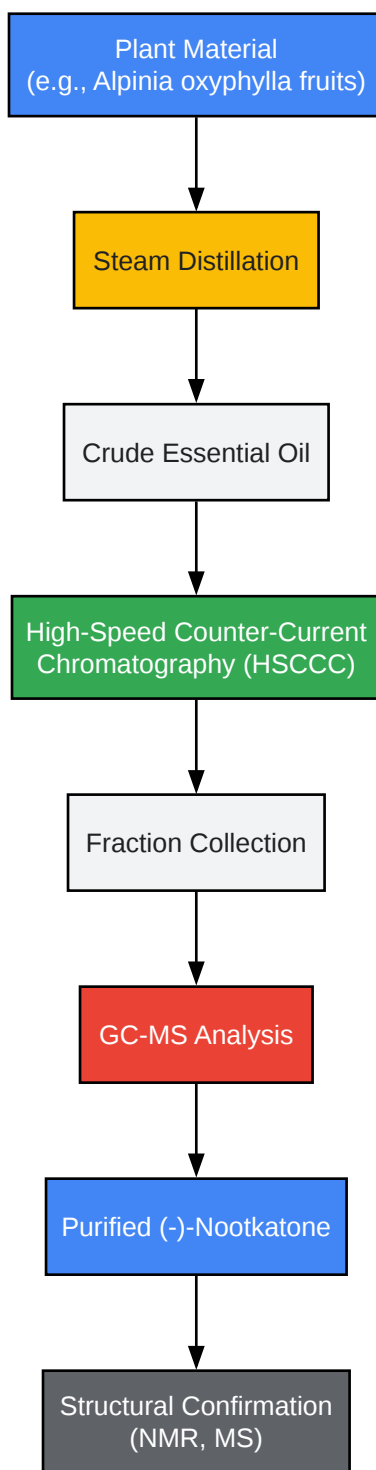 Plant Material
(e.g., Alpinia oxyphylla fruits)
Steam Distillation
Crude Essential Oil
High-Speed Counter-Current
Chromatography (HSCCC)
Fraction Collection
GC-MS Analysis
Purified (-)-Nootkatone
Structural Confirmation
(NMR, MS)